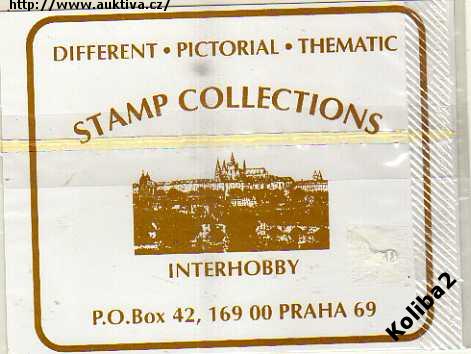 http://www.auktiva.cz/
DIFFERENT • PICTORIAL • THEMATIC
STAMP COLLECTIONS
INTERHOBBY
P.O.Box 42, 169 00 PRAHA 69
Koliba2